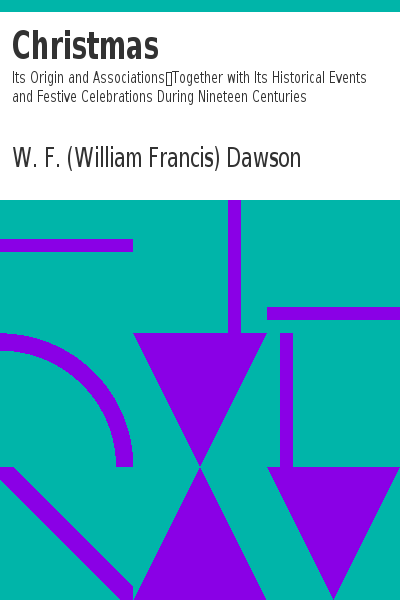 Christmas
Its Origin and Associations▯Together with Its Historical Events
and Festive Celebrations During Nineteen Centuries
W. F. (William Francis) Dawson